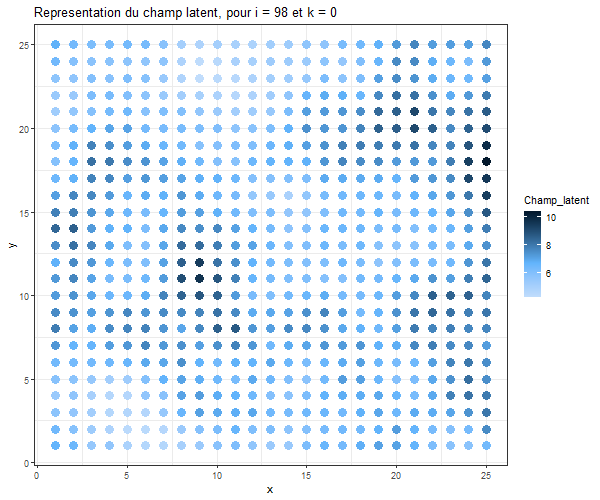 Representation du champ latent, pour i = 98 et k = 0
25
20
15
10
5
0
y
0 5 10 15 20 25
x
Champ_latent
10
8
6